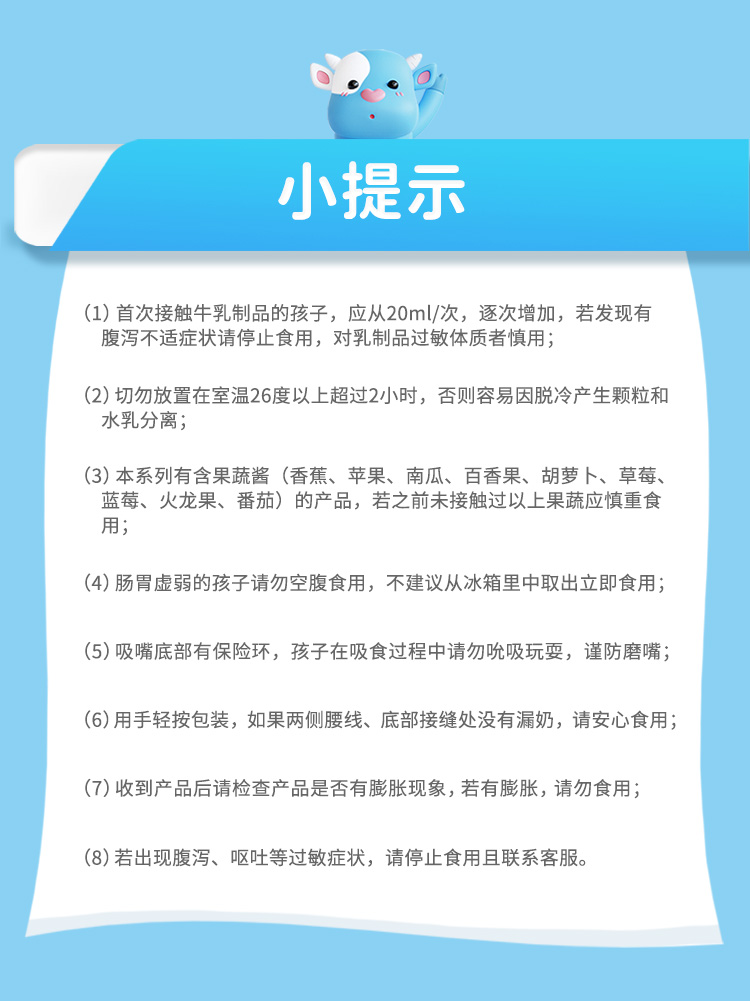 小提示
（1）首次接触牛乳制品的孩子，应从20ml/次，逐次增加，若发现有
腹泻不适症状请停止食用，对乳制品过敏体质者慎用；
（2）切勿放置在室温26度以上超过2小时，否则容易因脱冷产生颗粒和
水乳分离；
（3）本系列有含果蔬酱（香蕉、苹果、南瓜、百香果、胡萝卜、草莓、
蓝莓、火龙果、番茄）的产品，若之前未接触过以上果蔬应慎重食
用；
（4）肠胃虚弱的孩子请勿空腹食用，不建议从冰箱里中取出立即食用；
（5）吸嘴底部有保险环，孩子在吸食过程中请勿吮吸玩耍，谨防磨嘴；
（6）用手轻按包装，如果两侧腰线、底部接缝处没有漏奶，请安心食用；
（7）收到产品后请检查产品是否有膨胀现象，若有膨胀，请勿食用；
（8）若出现腹泻、呕吐等过敏症状，请停止食用且联系客服。